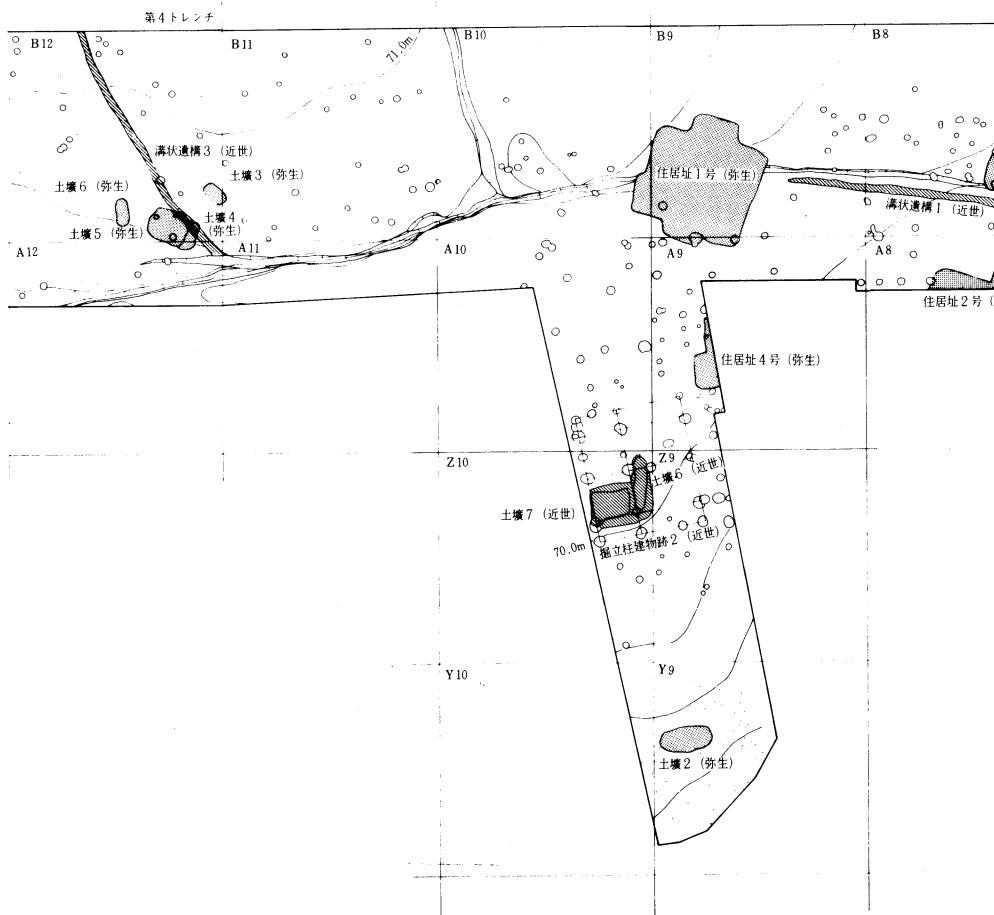 第4トレンチ
B12
B11
B10
B9
B8
71.0m
溝状遺構3（近世）
土壙3（弥生）
土壙6（弥生）
土壙4
（弥生）
土壙5（弥生）
住居址1号（弥生）
溝状遺構1（近世）
A12
A11
A10
A9
A8
住居址2号（
住居址4号（弥生）
Z10
Z9
土壙6（近世）
土壙7（近世）
70.0m
掘立柱建物跡2（近世）
Y10
Y9
土壙2（弥生）